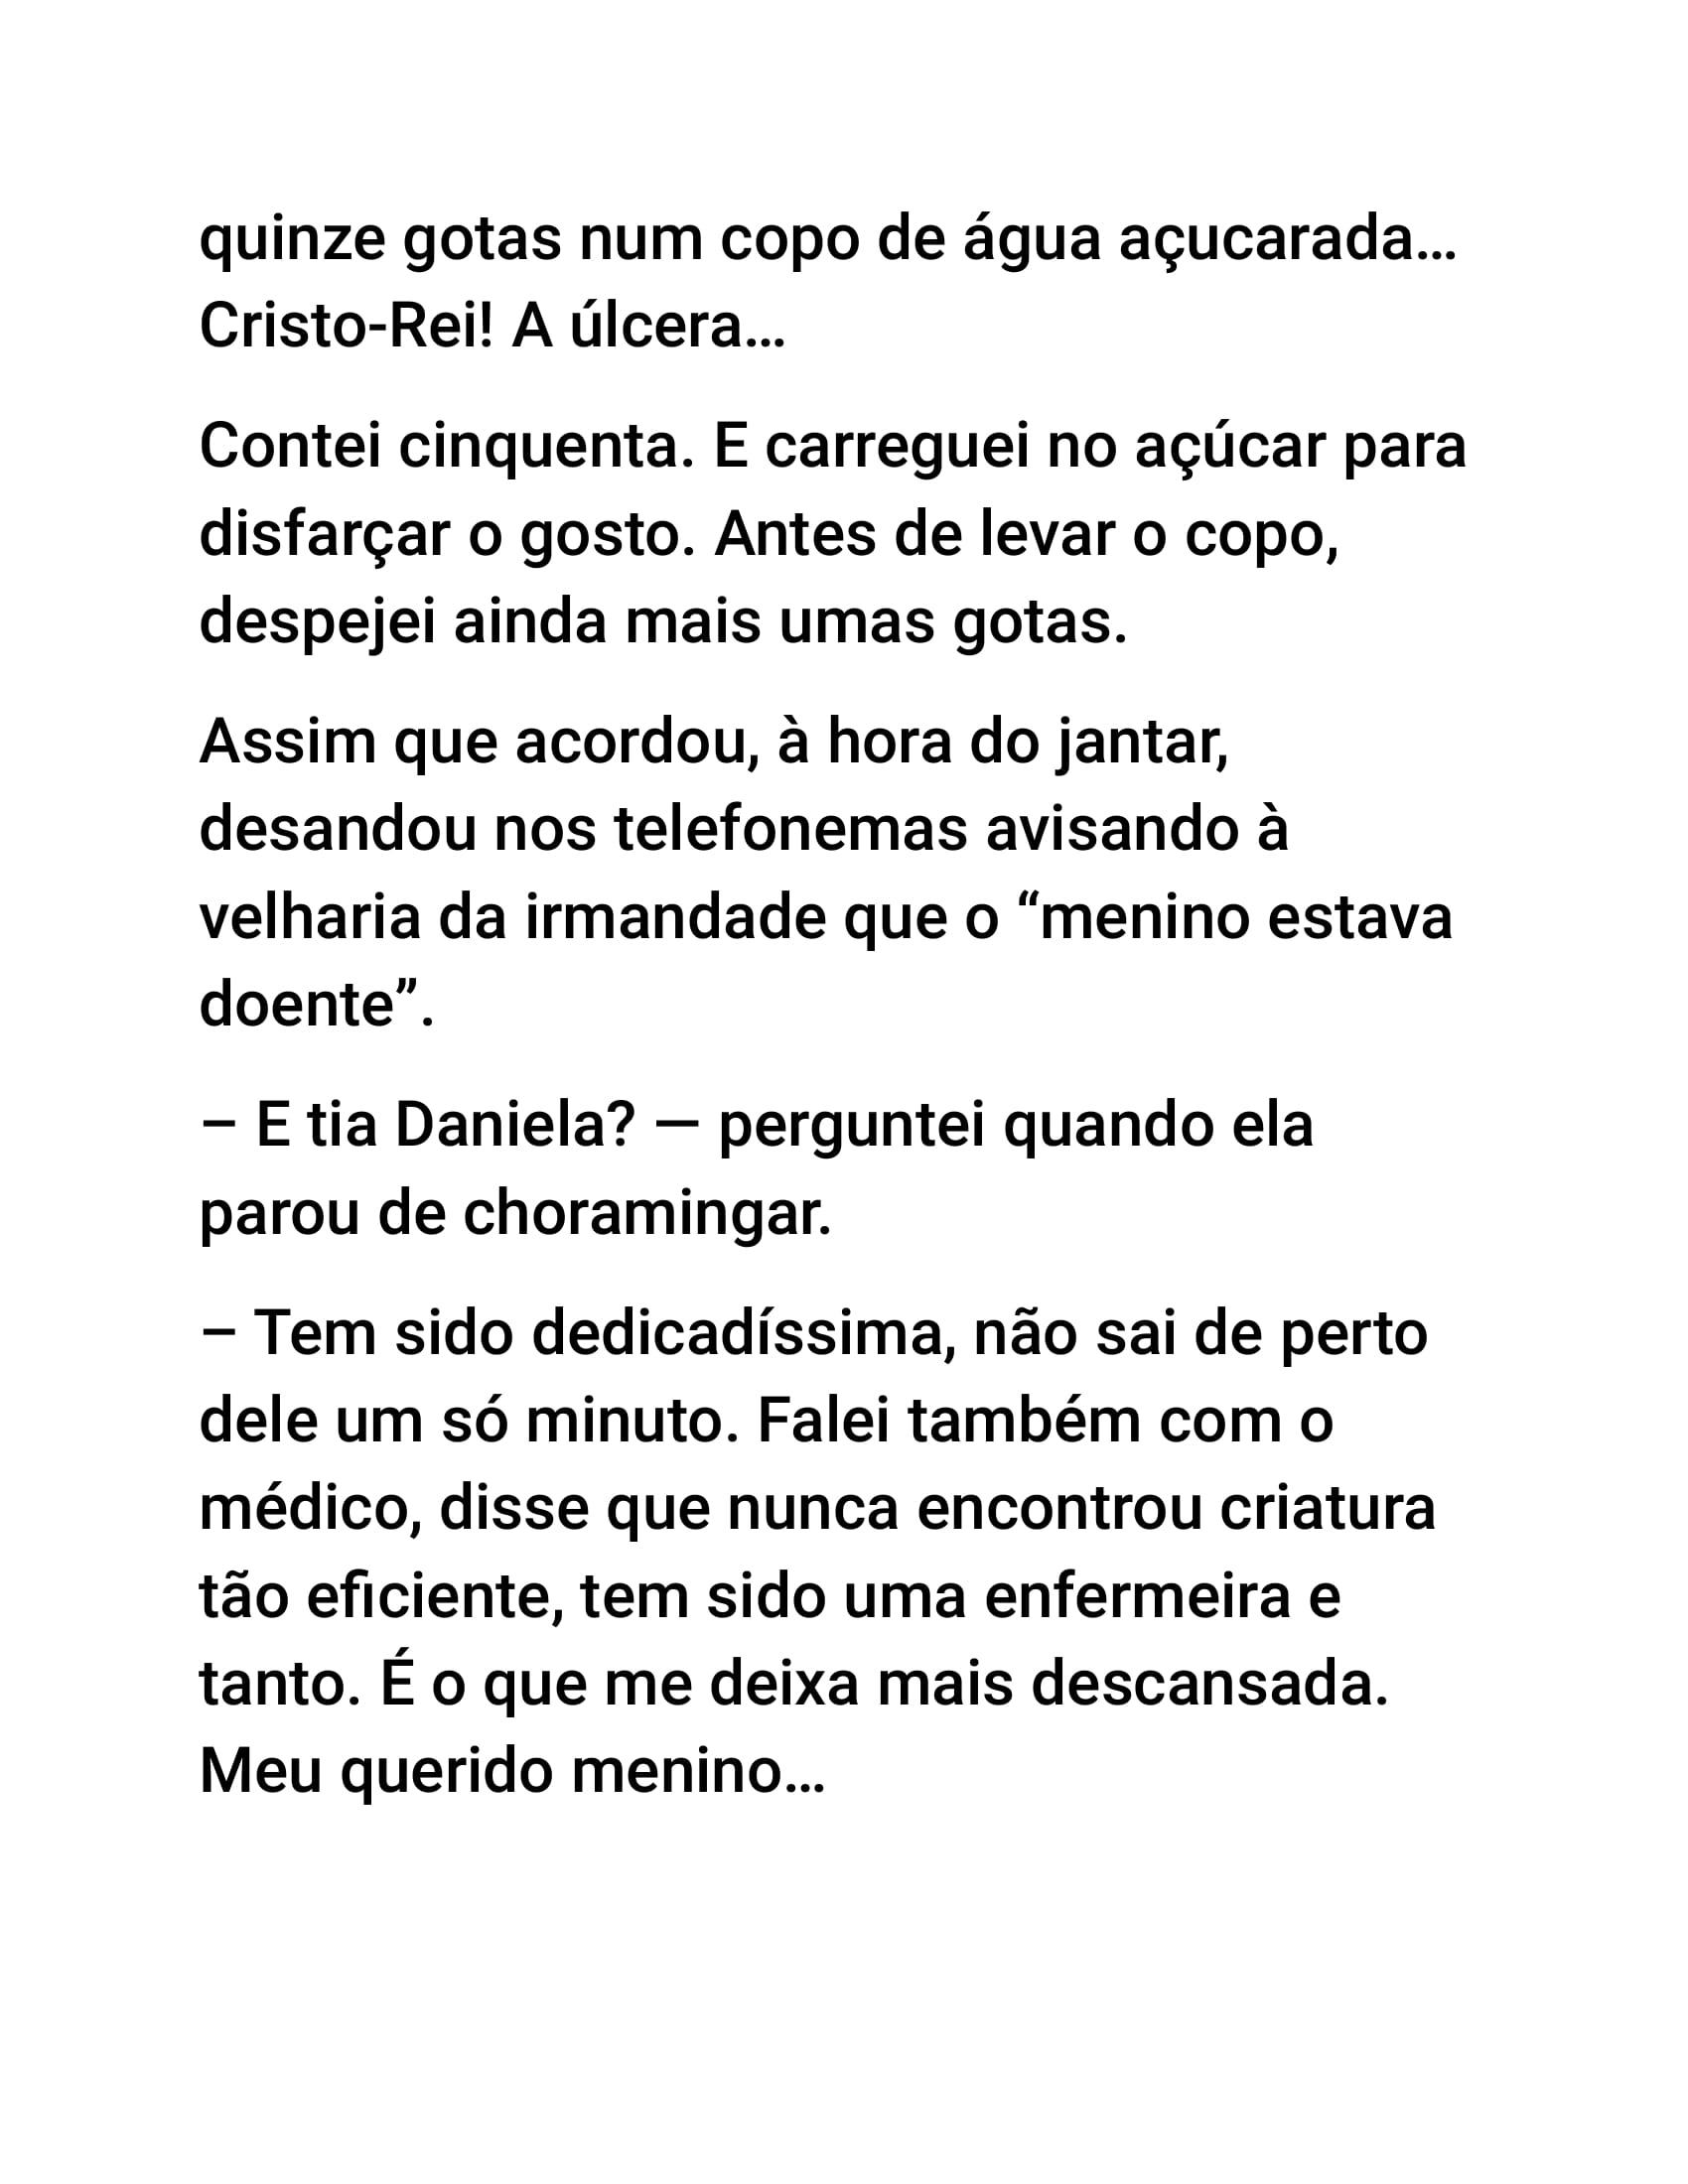 quinze gotas num copo de água açucarada…
Cristo-Rei! A úlcera…
Contei cinquenta. E carreguei no açúcar para
disfarçar o gosto. Antes de levar o copo,
despejei ainda mais umas gotas.
Assim que acordou, à hora do jantar,
desandou nos telefonemas avisando à
velharia da irmandade que o “menino estava
doente”.
– E tia Daniela? — perguntei quando ela
parou de choramingar.
– Tem sido dedicadíssima, não sai de perto
dele um só minuto. Falei também com o
médico, disse que nunca encontrou criatura
tão eficiente, tem sido uma enfermeira e
tanto. É o que me deixa mais descansada.
Meu querido menino…